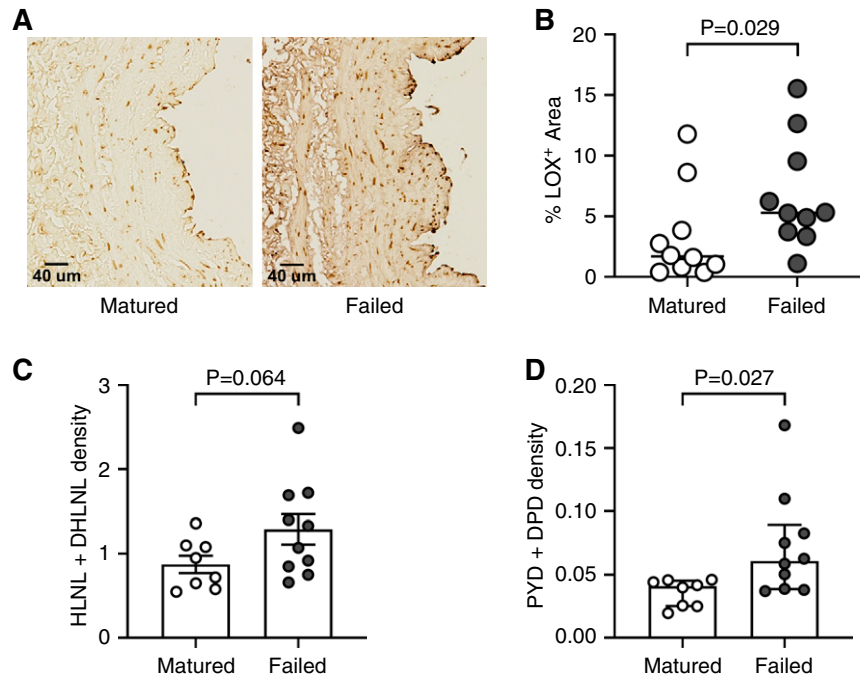 A
40 um
Matured
40 um
Failed
B
P=0.029
% LOX⁺ Area
20
15
10
5
0
Matured
Failed
C
P=0.064
HLNL + DHLNL density
3
2
1
0
Matured
Failed
D
P=0.027
PYD + DPD density
0.20
0.15
0.10
0.05
0.00
Matured
Failed